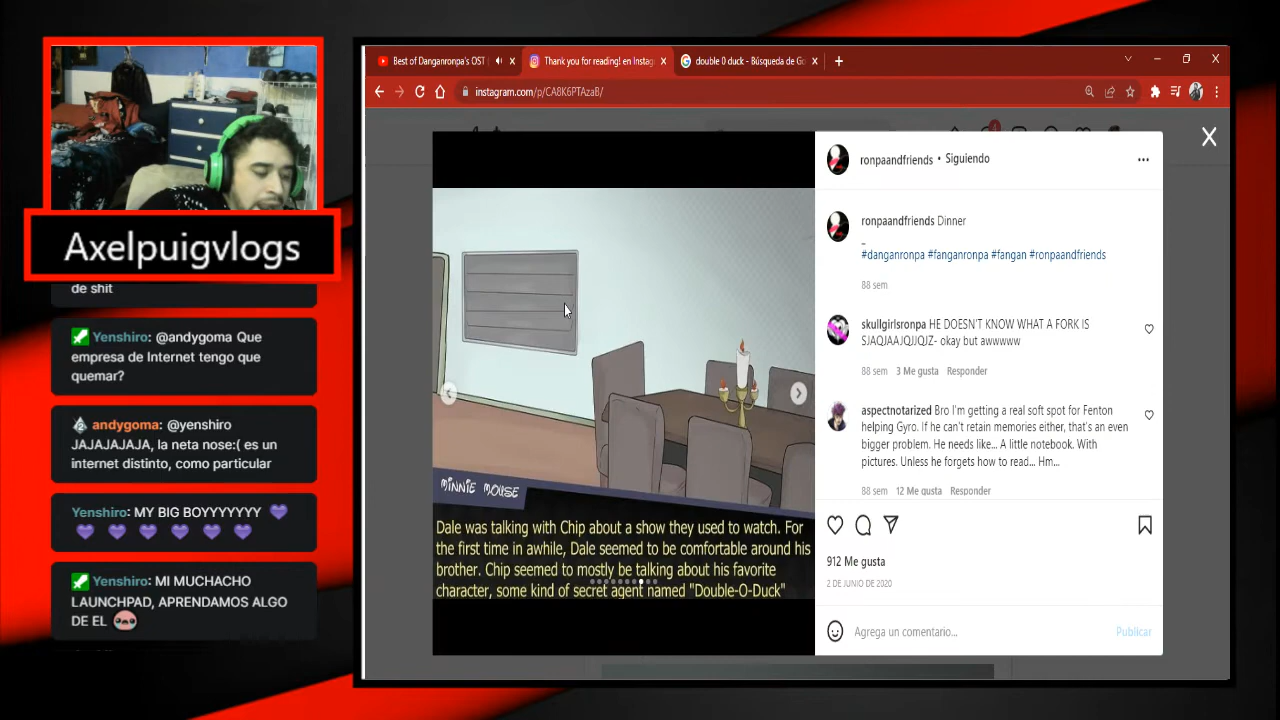 Axelpuigvlogs
de shit
Yenshiro: @andygoma Que
empresa de Internet tengo que
quemar?
andygoma: @yenshiro
JAJAJAJAJA, la neta nose:( es un
internet distinto, como particular
Yenshiro: MY BIG BOYYYYYYY
Yenshiro: MI MUCHACHO
LAUNCHPAD, APRENDAMOS ALGO
DE EL
Best of Danganronpa's OST
Thank you for reading! en Instag
double 0 duck - Búsqueda de Go
instagram.com/p/CA8K6PTAzaB/
MINNIE MOUSE
Dale was talking with Chip about a show they used to watch. For
the first time in awhile, Dale seemed to be comfortable around his
brother. Chip seemed to mostly be talking about his favorite
character, some kind of secret agent named "Double-O-Duck"
ronpaandfriends • Siguiendo
ronpaandfriends Dinner
_
#danganronpa #fanganronpa #fangan #ronpaandfriends
88 sem
skullgirlsronpa HE DOESN'T KNOW WHAT A FORK IS
SJAQJAAJQJJQJZ- okay but awwwww
88 sem 3 Me gusta Responder
aspectnotarized Bro I'm getting a real soft spot for Fenton
helping Gyro. If he can't retain memories either, that's an even
bigger problem. He needs like... A little notebook. With
pictures. Unless he forgets how to read... Hm...
88 sem 12 Me gusta Responder
912 Me gusta
2 DE JUNIO DE 2020
Agrega un comentario...
Publicar